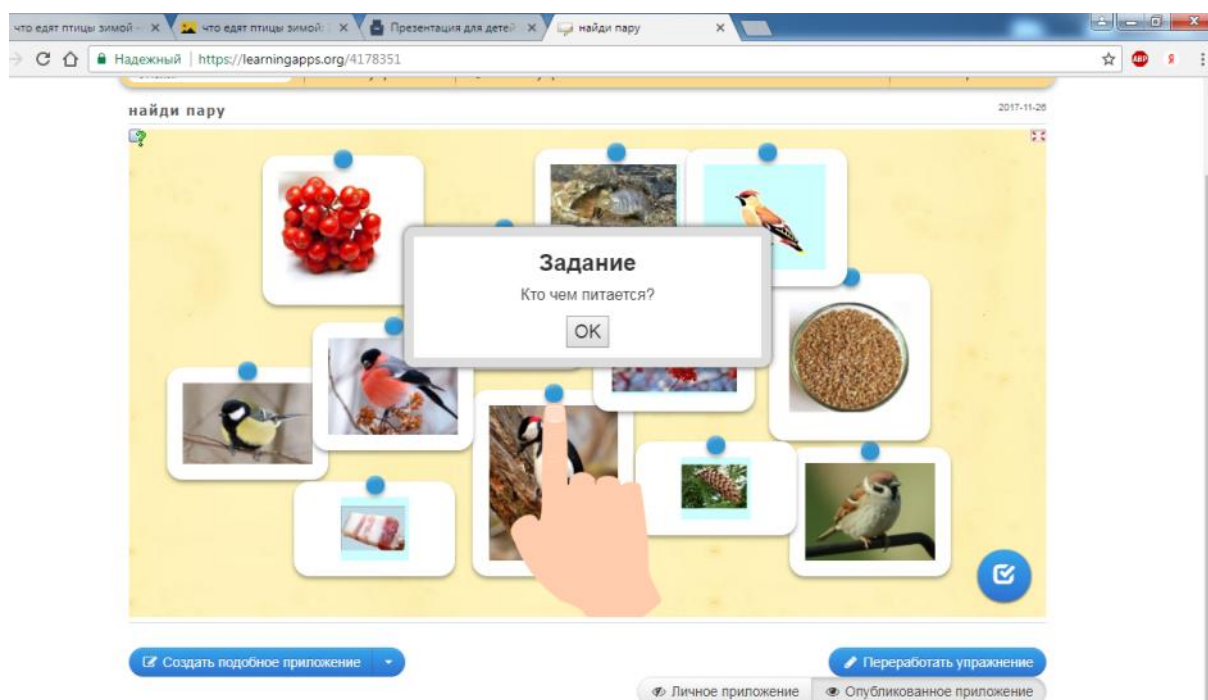 что едят птицы зимой -
что едят птицы зимой:
Презентация для детей
найди пару
Надежный | https://learningapps.org/4178351
ABP
Я
найди пару
2017-11-26
Задание
Кто чем питается?
OK
Создать подобное приложение
Переработать упражнение
Личное приложение
Опубликованное приложение